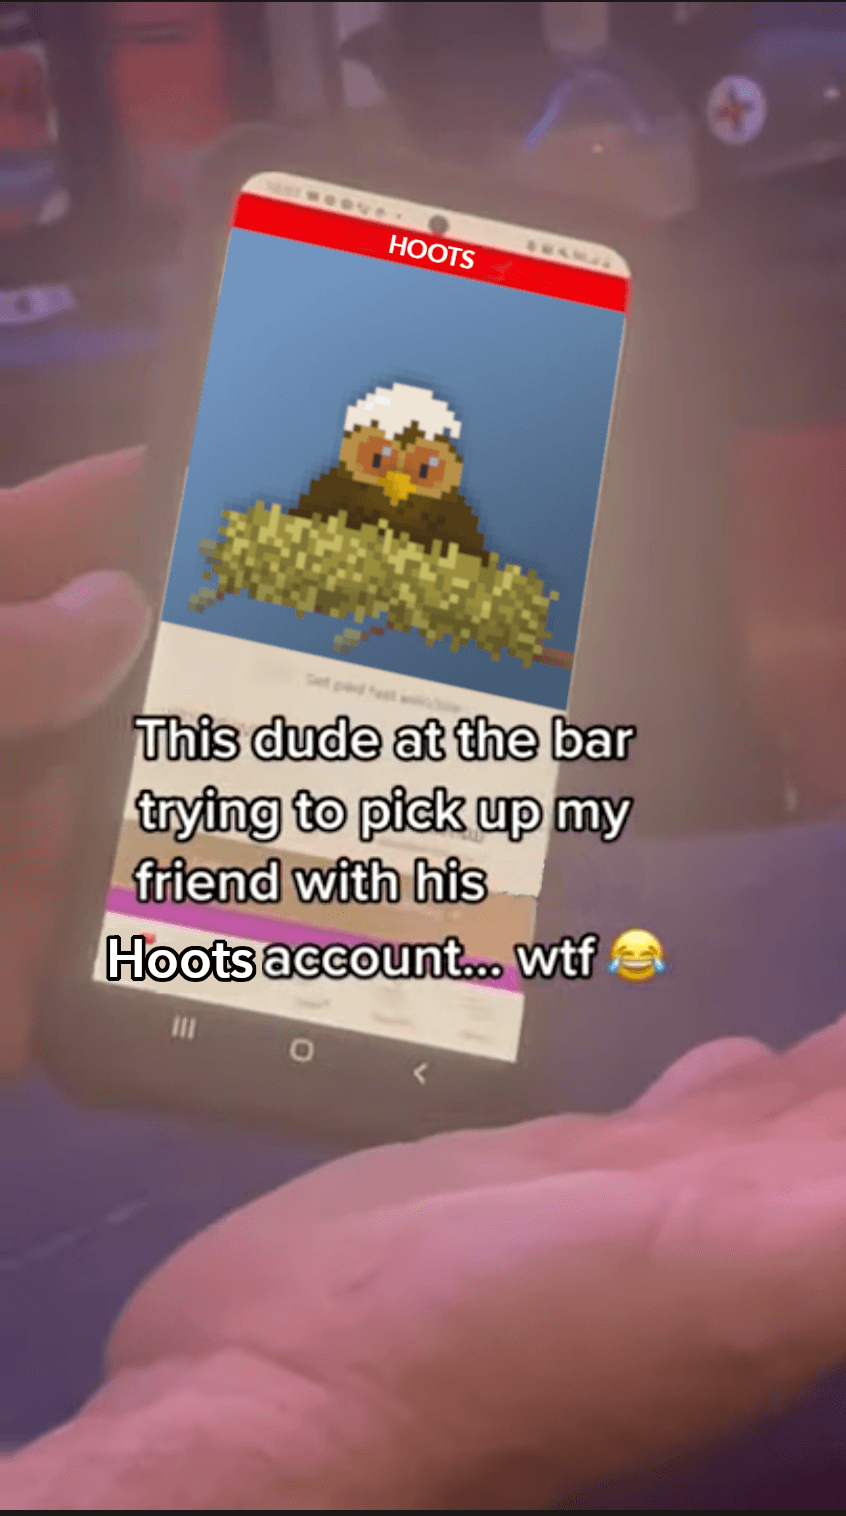 HOOTS
This dude at the bar
trying to pick up my
friend with his
Hoots account... wtf 😂